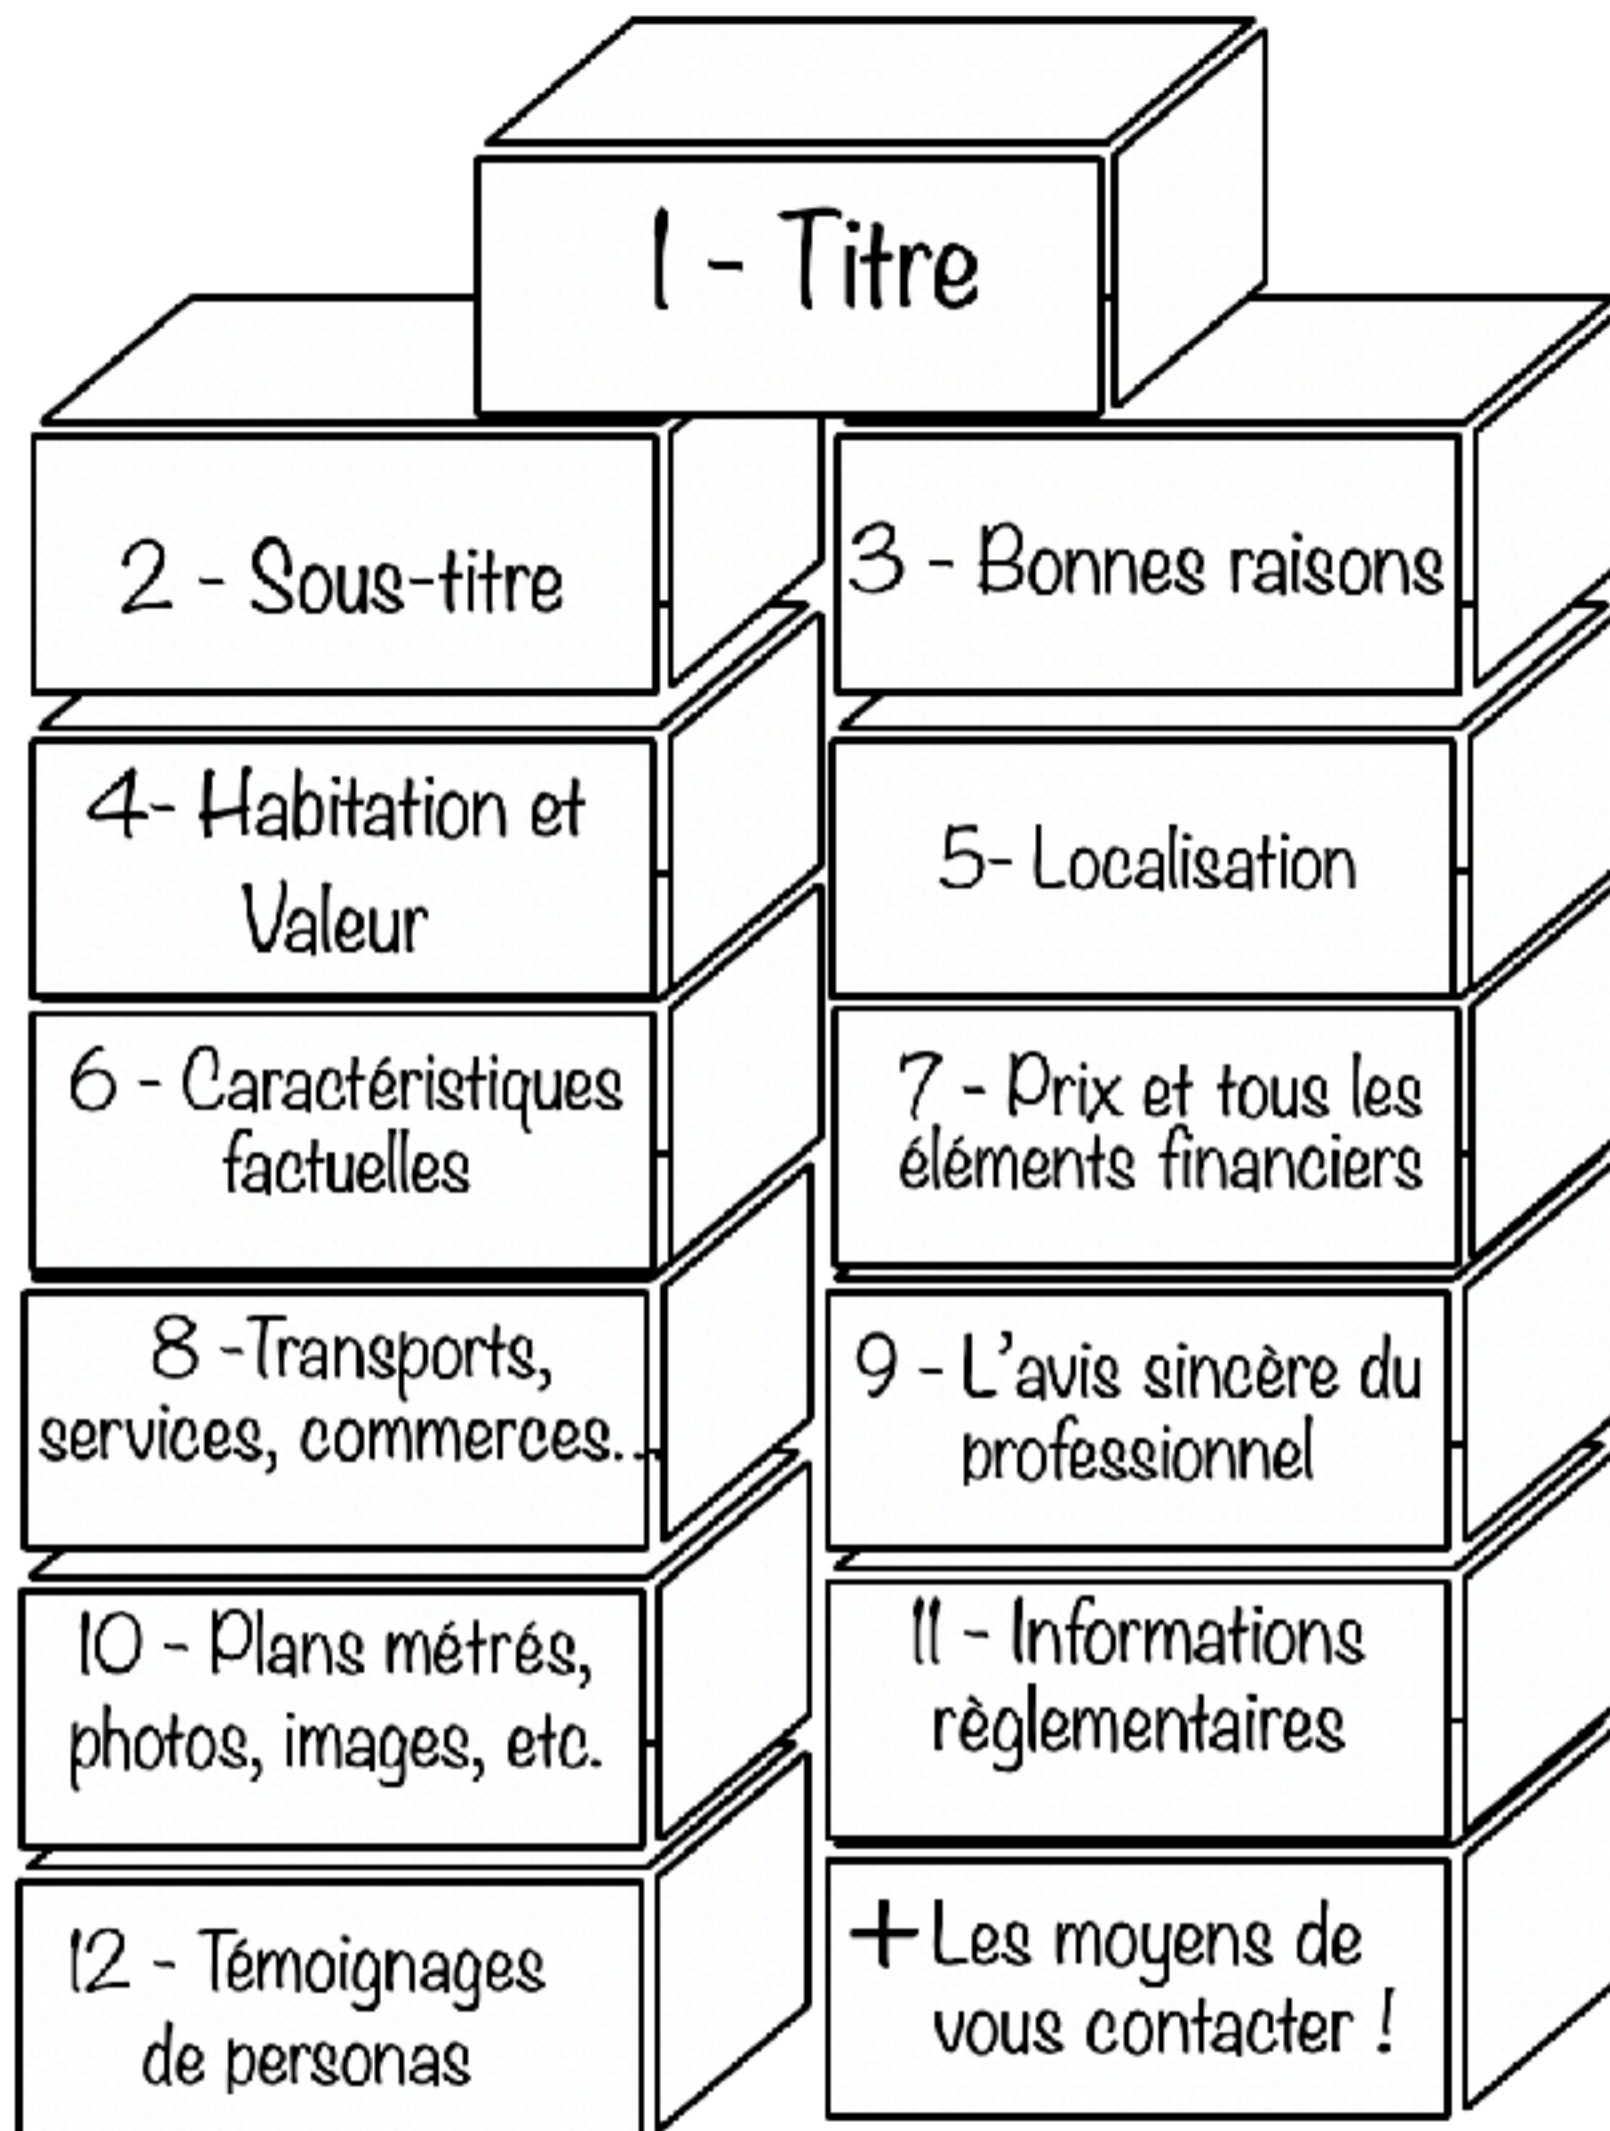 1 - Titre
2 - Sous-titre
3 - Bonnes raisons
4- Habitation et
Valeur
5- Localisation
6 - Caractéristiques
factuelles
7 - Prix et tous les
éléments financiers
8 -Transports,
services, commerces...
9 - L'avis sincère du
professionnel
10 - Plans métrés,
photos, images, etc.
11 - Informations
règlementaires
12 - Témoignages
de personas
+ Les moyens de
vous contacter !